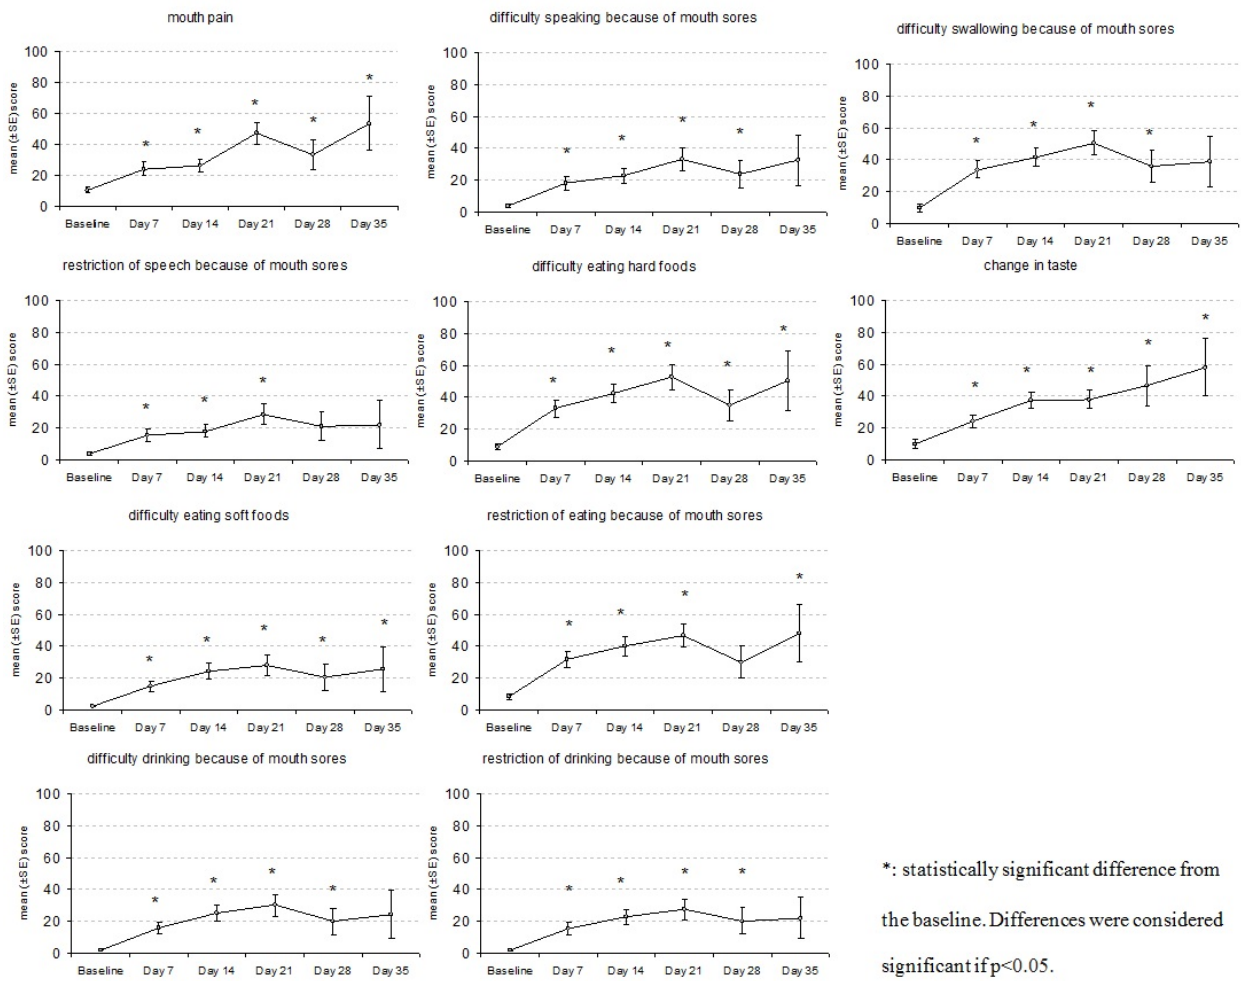 mouth pain
mean (±SE) score
100
80
60
40
20
0
* * * * *
Baseline Day 7 Day 14 Day 21 Day 28 Day 35
difficulty speaking because of mouth sores
mean (±SE) score
100
80
60
40
20
0
* * * *
Baseline Day 7 Day 14 Day 21 Day 28 Day 35
difficulty swallowing because of mouth sores
mean (±SE) score
100
80
60
40
20
0
* * * *
Baseline Day 7 Day 14 Day 21 Day 28 Day 35
restriction of speech because of mouth sores
mean (±SE) score
100
80
60
40
20
0
* * *
Baseline Day 7 Day 14 Day 21 Day 28 Day 35
difficulty eating hard foods
mean (±SE) score
100
80
60
40
20
0
* * * * *
Baseline Day 7 Day 14 Day 21 Day 28 Day 35
change in taste
mean (±SE) score
100
80
60
40
20
0
* * * * *
Baseline Day 7 Day 14 Day 21 Day 28 Day 35
difficulty eating soft foods
mean (±SE) score
100
80
60
40
20
0
* * * * *
Baseline Day 7 Day 14 Day 21 Day 28 Day 35
restriction of eating because of mouth sores
mean (±SE) score
100
80
60
40
20
0
* * * *
Baseline Day 7 Day 14 Day 21 Day 28 Day 35
difficulty drinking because of mouth sores
mean (±SE) score
100
80
60
40
20
0
* * * *
Baseline Day 7 Day 14 Day 21 Day 28 Day 35
restriction of drinking because of mouth sores
mean (±SE) score
100
80
60
40
20
0
* * * *
Baseline Day 7 Day 14 Day 21 Day 28 Day 35
*: statistically significant difference from
the baseline. Differences were considered
significant if p<0.05.